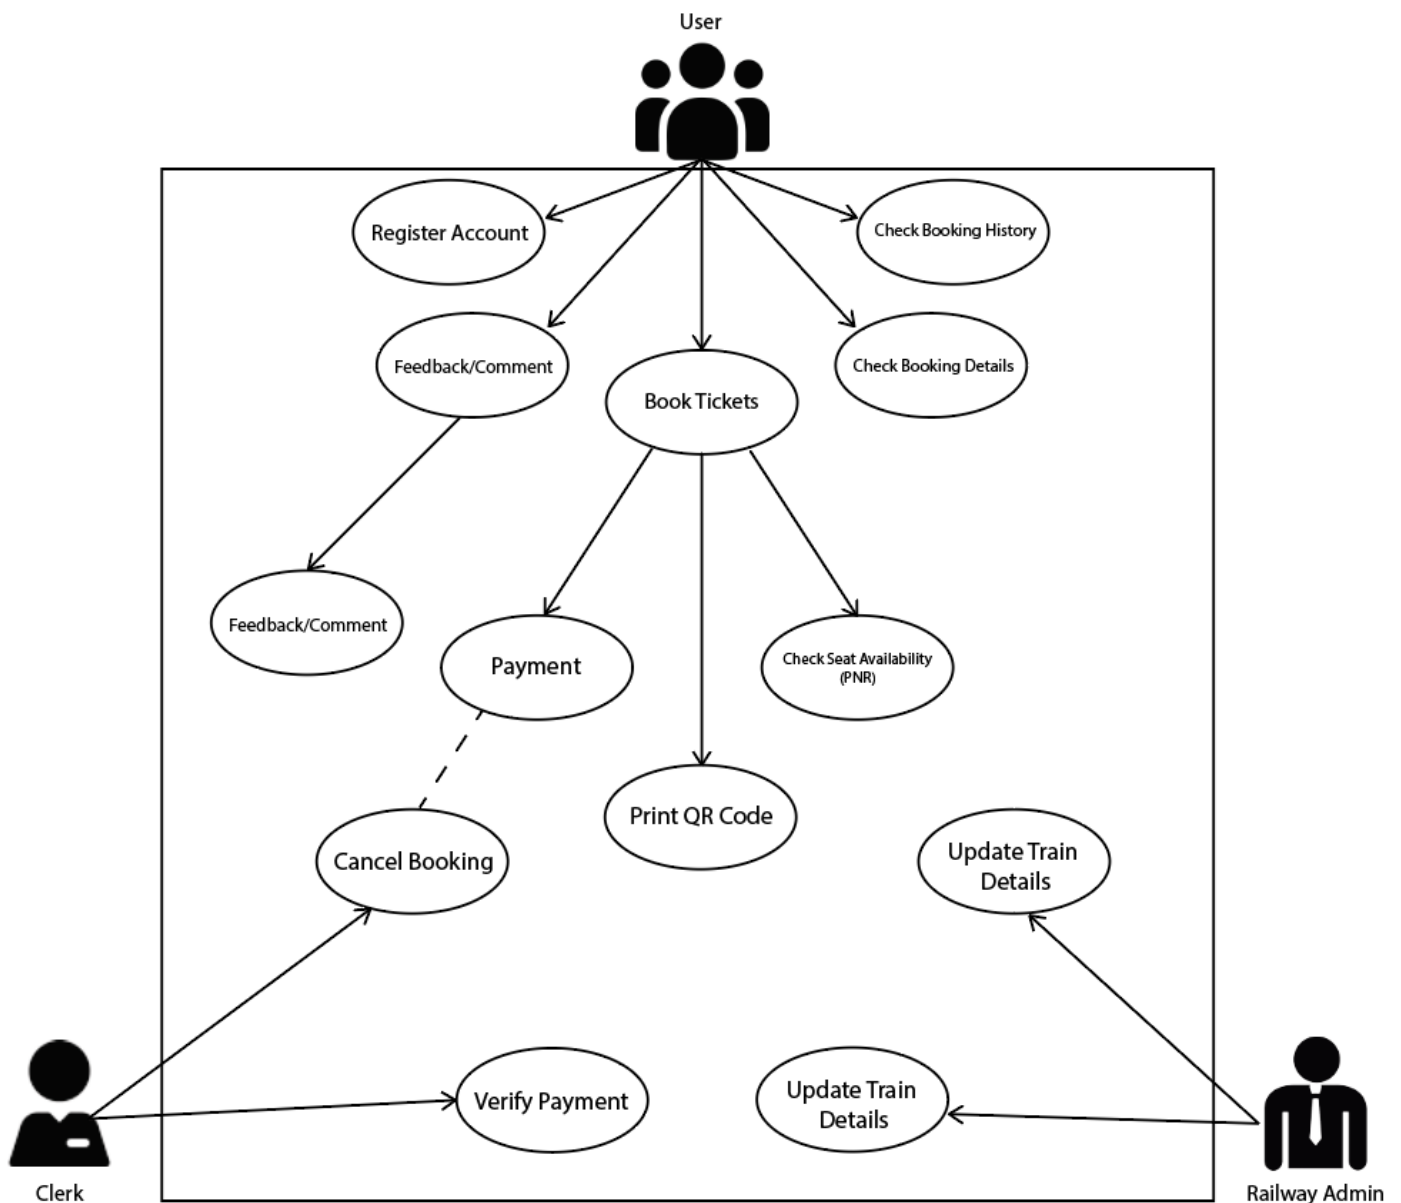 User
Register Account
Check Booking History
Feedback/Comment
Book Tickets
Check Booking Details
Feedback/Comment
Payment
Check Seat Availability
(PNR)
Print QR Code
Cancel Booking
Update Train
Details
Verify Payment
Update Train
Details
Clerk
Railway Admin